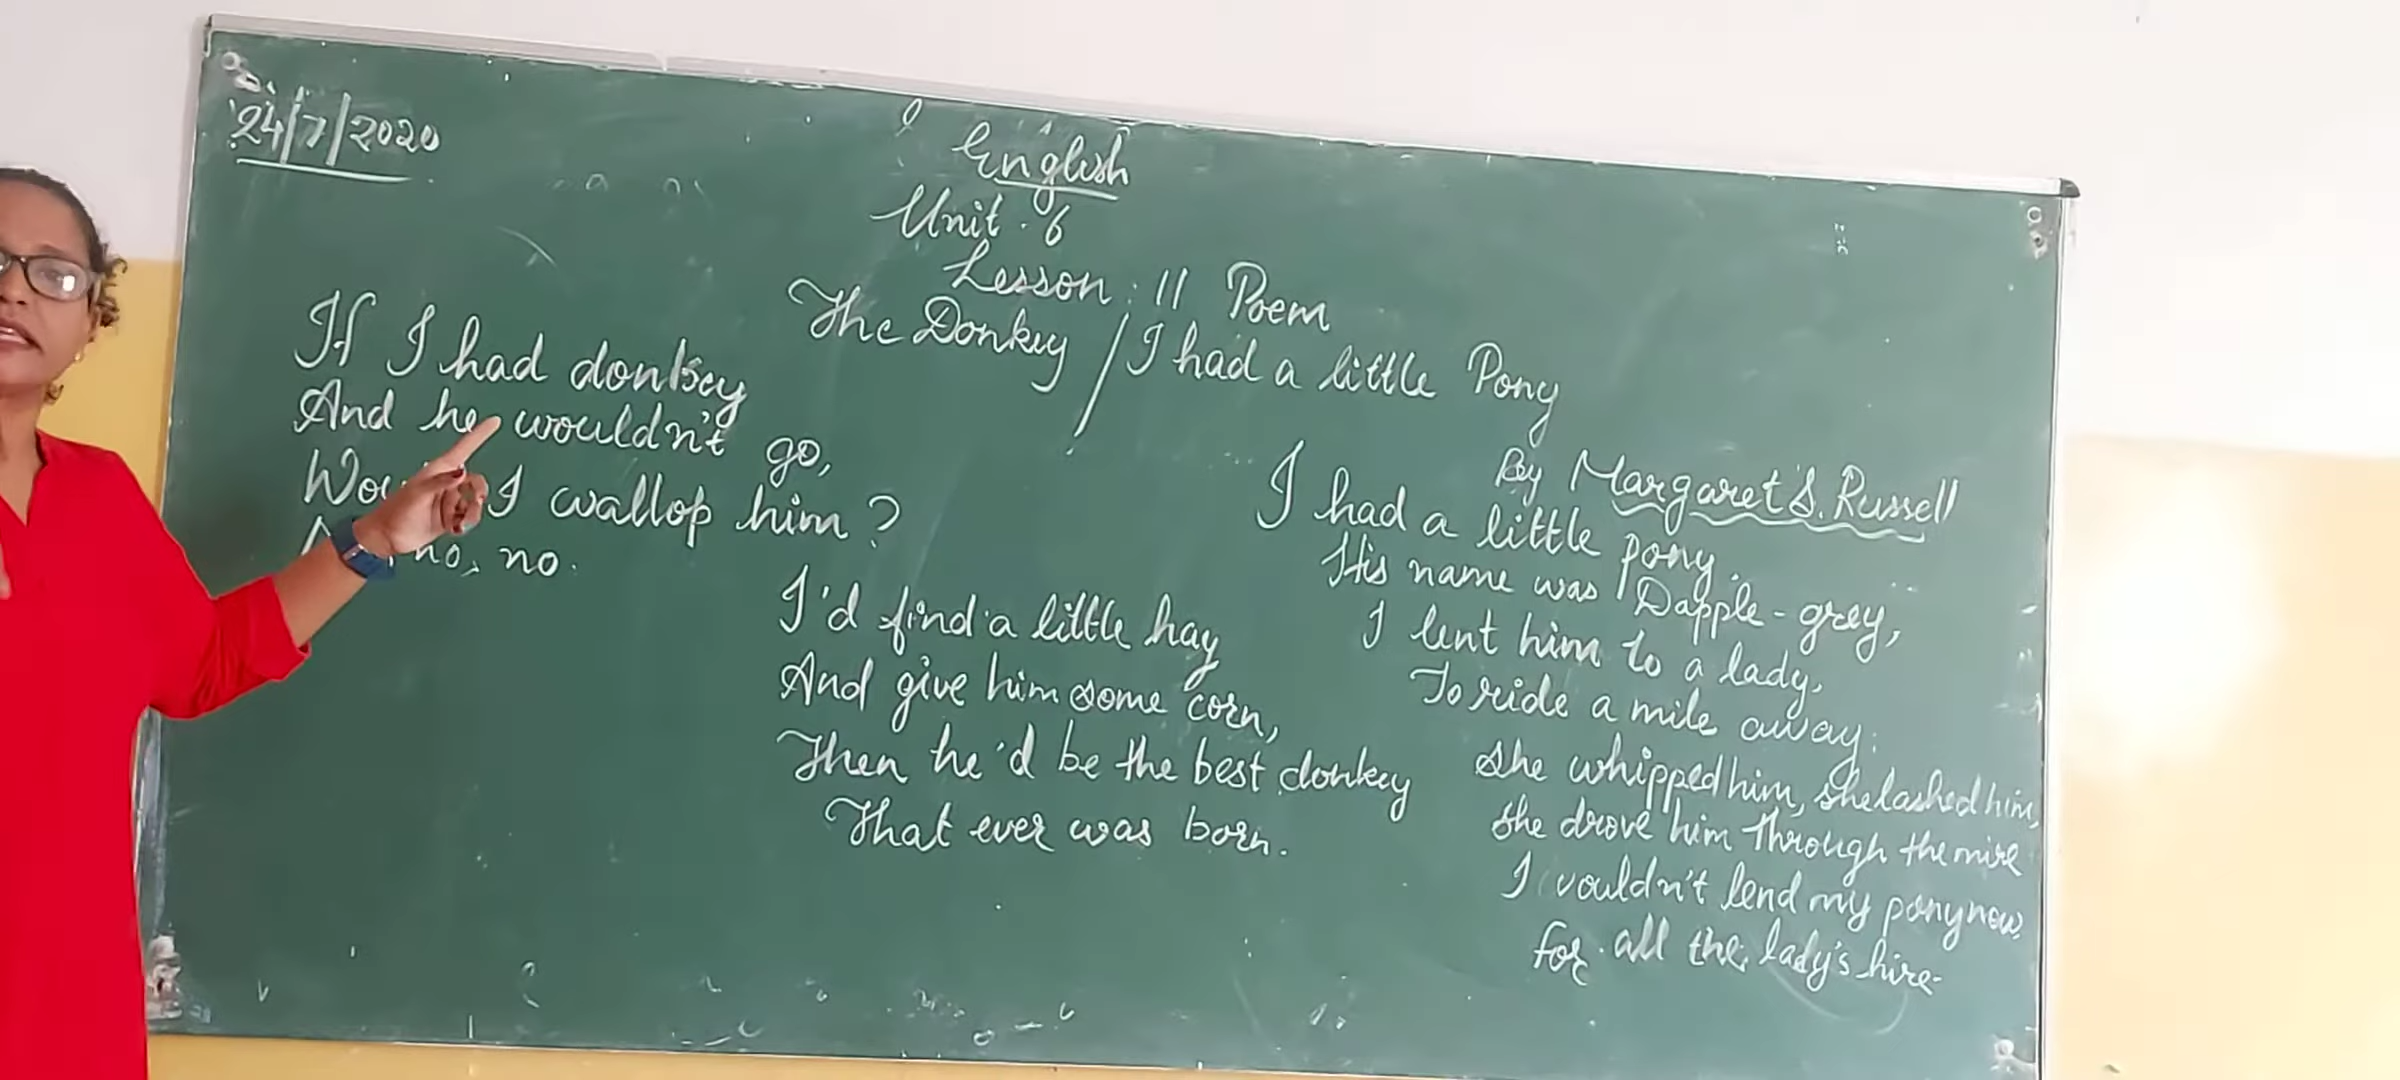 24/7/2020
English
Unit. 6
Lesson: 11 Poem
The Donkey / I had a little Pony
If I had donkey
And he wouldn't go,
I wallop him?
no, no.
I'd find a little hay
And give him some corn,
Then he'd be the best donkey
That ever was born.
By Margaret S. Russell
I had a little pony.
His name was Dapple-grey,
I lent him to a lady,
To ride a mile away.
she whipped him, she lashed him,
she drove him through the mire
I wouldn't lend my pony now,
for all the lady's hire.